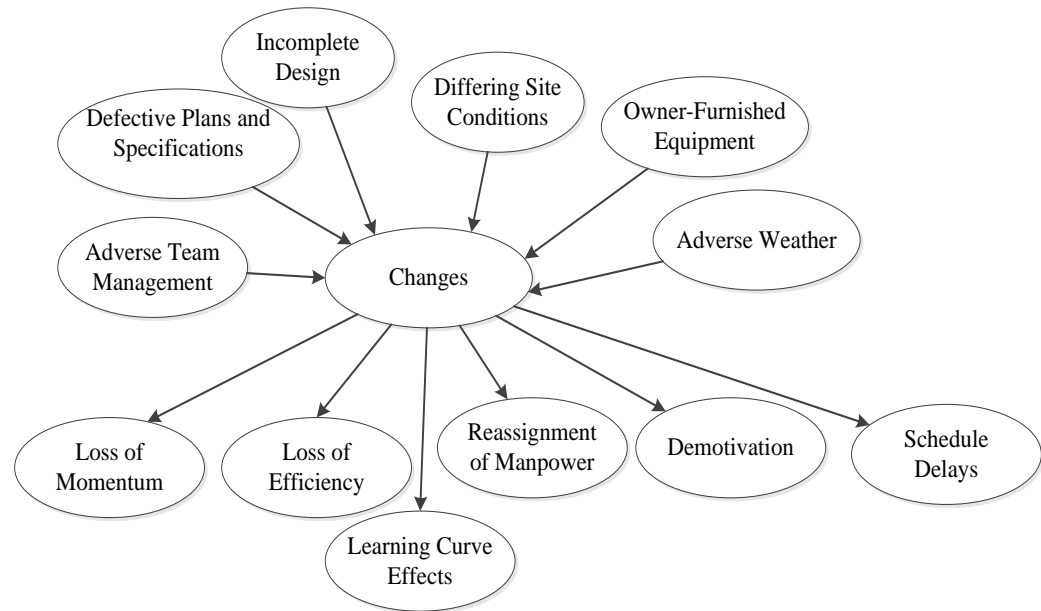 Incomplete
Design
Differing Site
Conditions
Owner-Furnished
Equipment
Defective Plans and
Specifications
Adverse Team
Management
Changes
Adverse Weather
Loss of
Momentum
Loss of
Efficiency
Learning Curve
Effects
Reassignment
of Manpower
Demotivation
Schedule
Delays